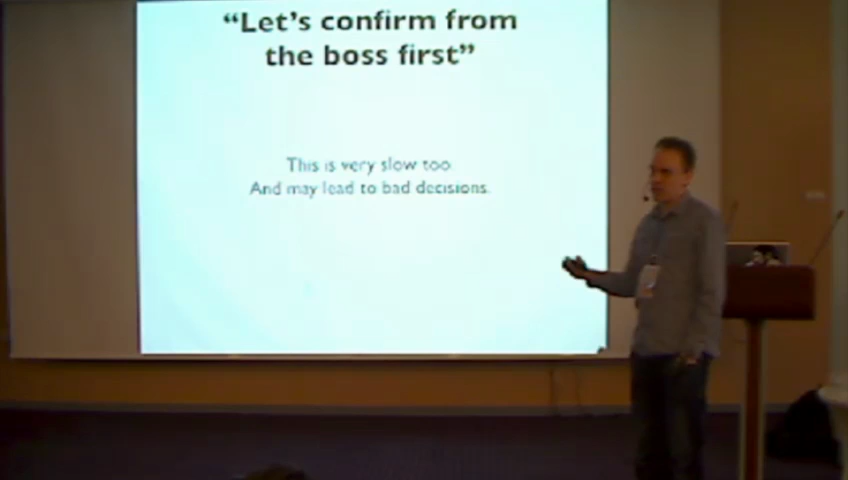 “Let’s confirm from
the boss first”
This is very slow too.
And may lead to bad decisions.